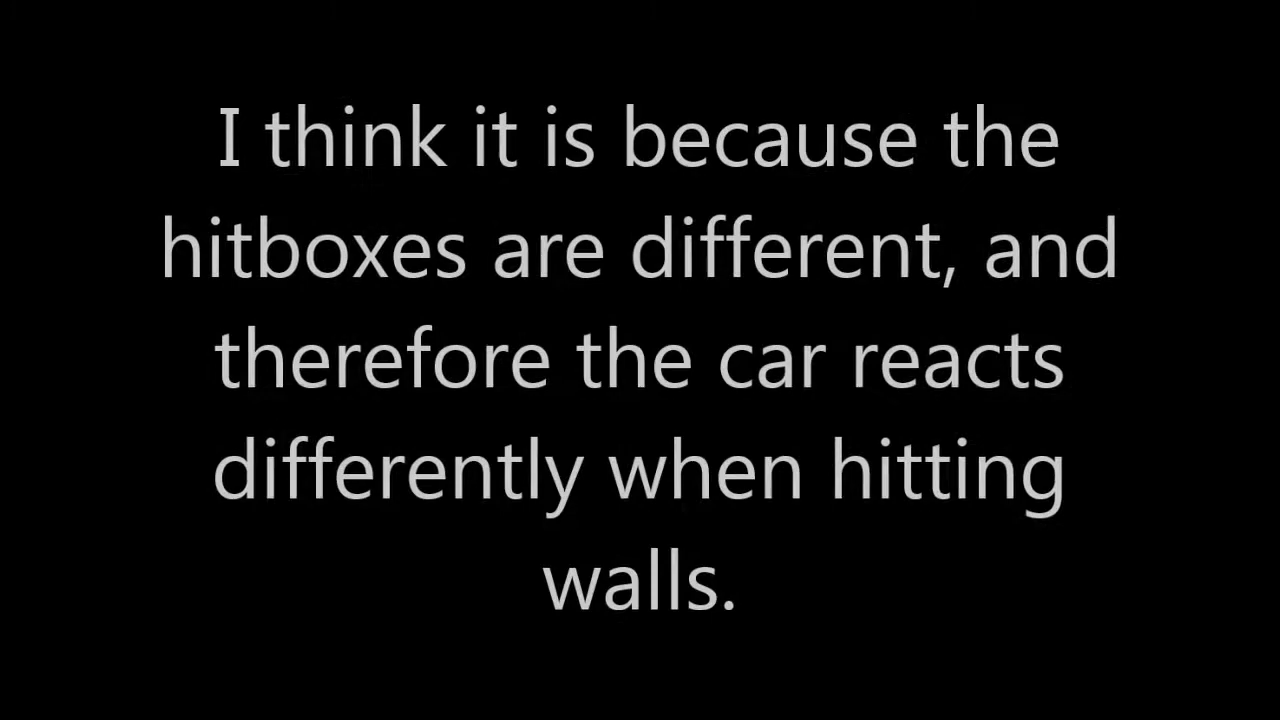 I think it is because the
hitboxes are different, and
therefore the car reacts
differently when hitting
walls.